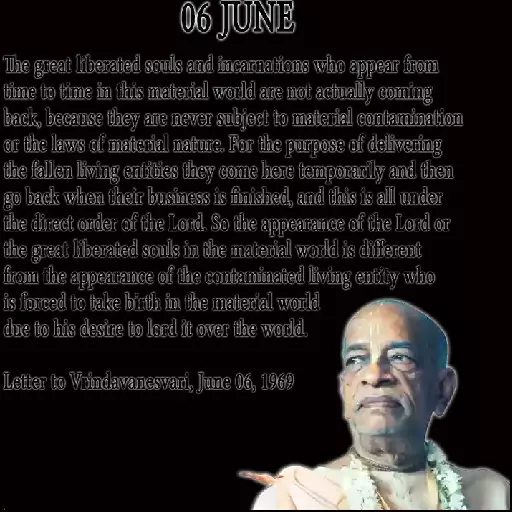 06 JUNE
The great liberated souls and incarnations who appear from
time to time in this material world are not actually coming
back, because they are never subject to material contamination
or the laws of material nature. For the purpose of delivering
the fallen living entities they come here temporarily and then
go back when their business is finished, and this is all under
the direct order of the Lord. So the appearance of the Lord or
the great liberated souls in the material world is different
from the appearance of the contaminated living entity who
is forced to take birth in the material world
due to his desire to lord it over the world.
Letter to Vrindavanesvari, June 06, 1969